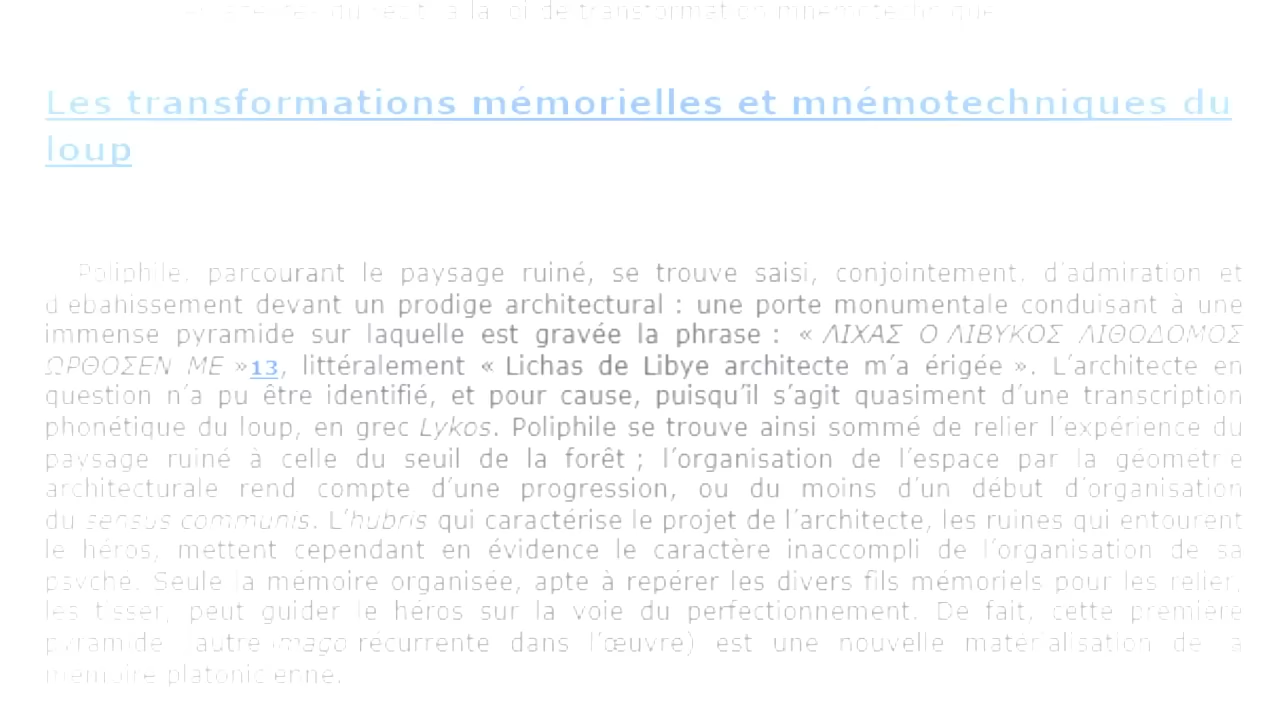 à la loi de transformation mnémotechnique
Les transformations mémorielles et mnémotechniques du
loup
Poliphile, parcourant le paysage ruiné, se trouve saisi, conjointement, d’admiration et
d’ébahissement devant un prodige architectural : une porte monumentale conduisant à une
immense pyramide sur laquelle est gravée la phrase : « ΛΙΧΑΣ Ο ΛΙΒΥΚΟΣ ΛΙΘΟΔΟΜΟΣ
ΩΡΘΟΣΕΝ ΜΕ »13, littéralement « Lichas de Libye architecte m’a érigée ». L’architecte en
question n’a pu être identifié, et pour cause, puisqu’il s’agit quasiment d’une transcription
phonétique du loup, en grec Lykos. Poliphile se trouve ainsi sommé de relier l’expérience du
paysage ruiné à celle du seuil de la forêt ; l’organisation de l’espace par la géométrie
architecturale rend compte d’une progression, ou du moins d’un début d’organisation
du sensus communis. L’hubris qui caractérise le projet de l’architecte, les ruines qui entourent
le héros, mettent cependant en évidence le caractère inaccompli de l’organisation de sa
psyché. Seule la mémoire organisée, apte à repérer les divers fils mémoriels pour les relier,
les tisser, peut guider le héros sur la voie du perfectionnement. De fait, cette première
pyramide (autre imago récurrente dans l’œuvre) est une nouvelle matérialisation de la
mémoire platonicienne.